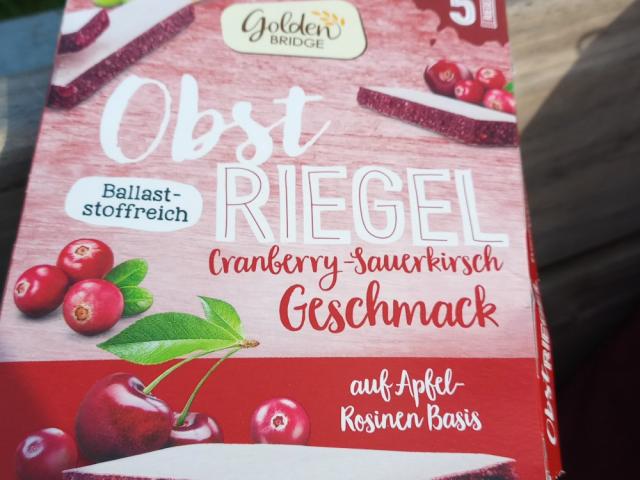 Golden
BRIDGE
5
Obst
RIEGEL
Ballast-
stoffreich
Cranberry-Sauerkirsch
Geschmack
auf Apfel-
Rosinen Basis